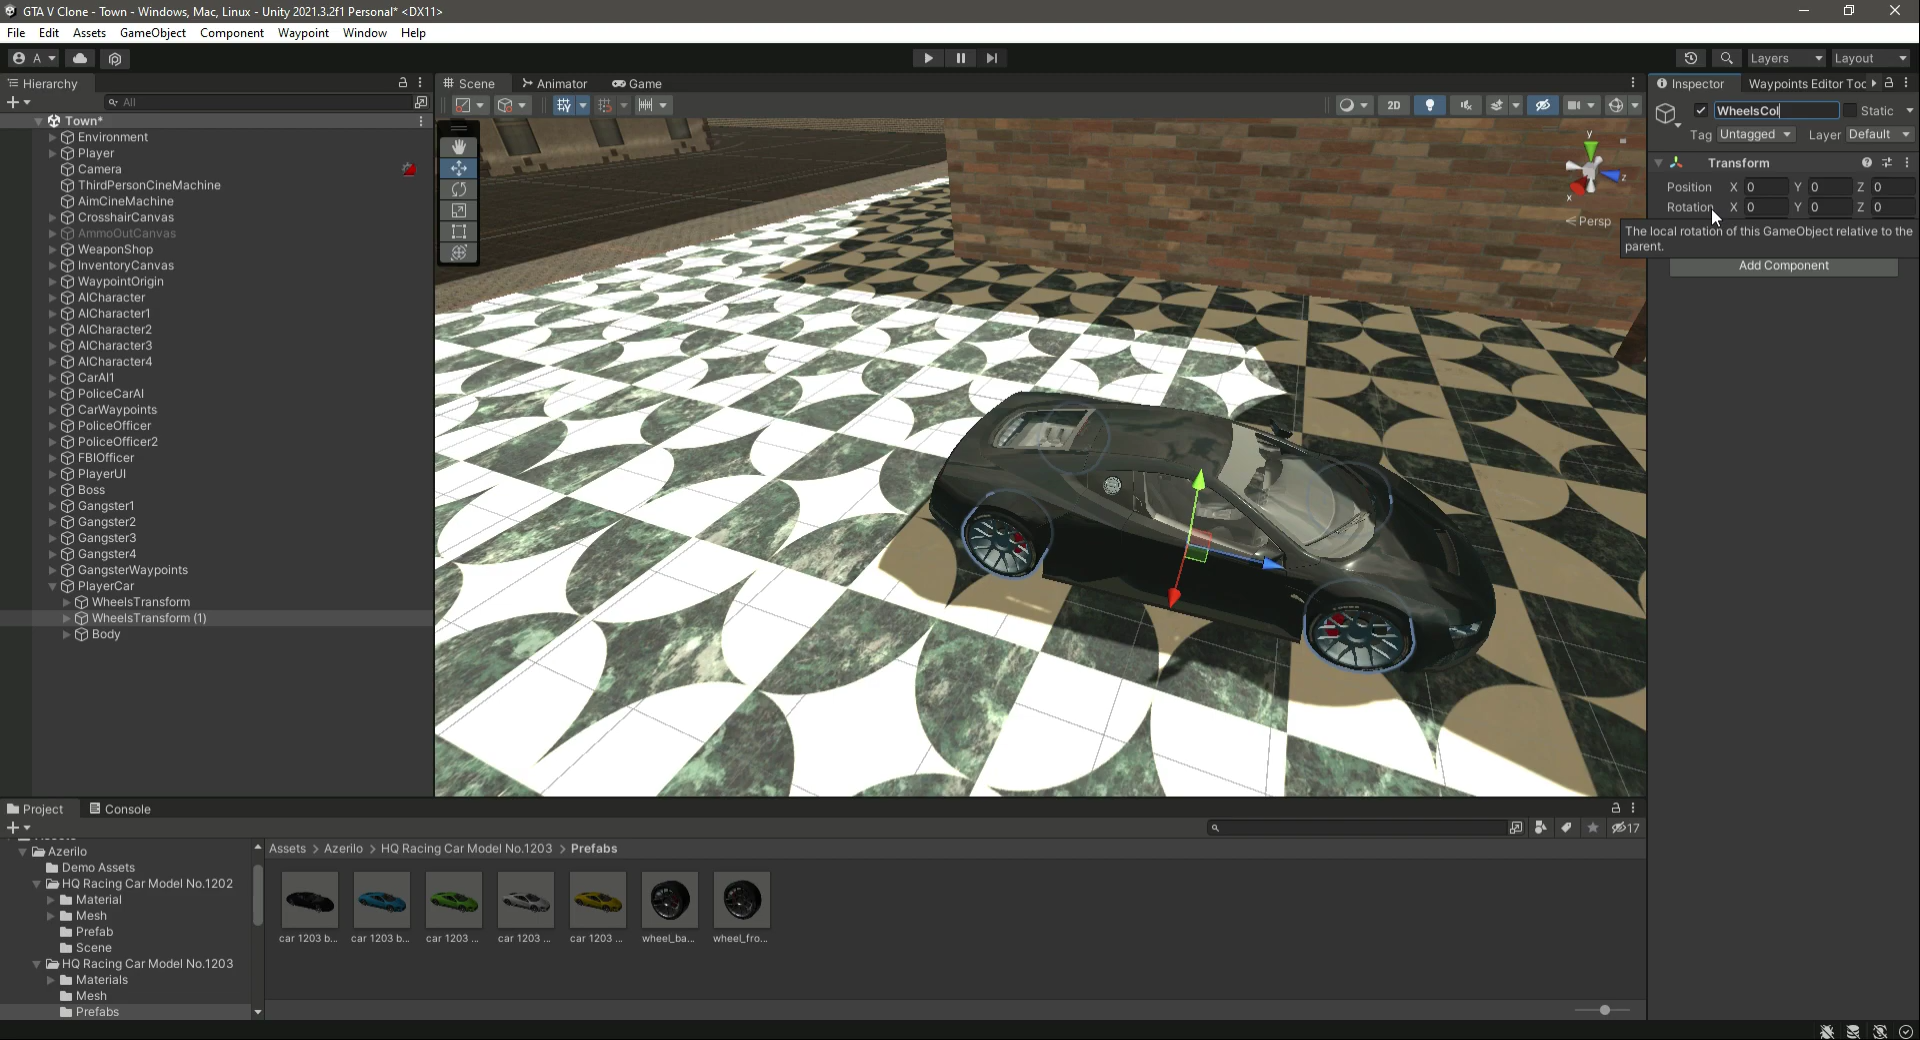 GTA V Clone - Town - Windows, Mac, Linux - Unity 2021.3.2f1 Personal* <DX11>
File Edit Assets GameObject Component Waypoint Window Help
A
Layers
Layout
Hierarchy
All
Town*
Environment
Player
Camera
ThirdPersonCineMachine
AimCineMachine
CrosshairCanvas
AmmoOutCanvas
WeaponShop
InventoryCanvas
WaypointOrigin
AICharacter
AICharacter1
AICharacter2
AICharacter3
AICharacter4
CarAI1
PoliceCarAI
CarWaypoints
PoliceOfficer
PoliceOfficer2
FBIOfficer
PlayerUI
Boss
Gangster1
Gangster2
Gangster3
Gangster4
GangsterWaypoints
PlayerCar
WheelsTransform
WheelsTransform (1)
Body
Scene Animator Game
2D
y
z
x
Persp
Inspector Waypoints Editor Toc
WheelsCol
Static
Tag Untagged Layer Default
Transform
Position X 0 Y 0 Z 0
Rotation X 0 Y 0 Z 0
The local rotation of this GameObject relative to the
parent.
Add Component
Project Console
17
Azerilo
Demo Assets
HQ Racing Car Model No.1202
Material
Mesh
Prefab
Scene
HQ Racing Car Model No.1203
Materials
Mesh
Prefabs
Assets > Azerilo > HQ Racing Car Model No.1203 > Prefabs
car 1203 b... car 1203 b... car 1203 ... car 1203 ... car 1203 ... wheel_ba... wheel_fro...